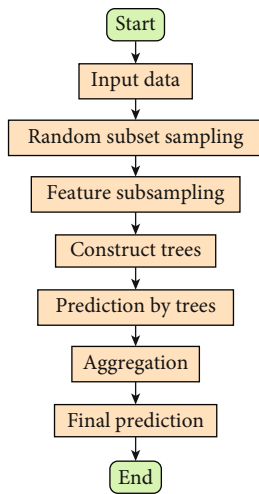 Start
Input data
Random subset sampling
Feature subsampling
Construct trees
Prediction by trees
Aggregation
Final prediction
End